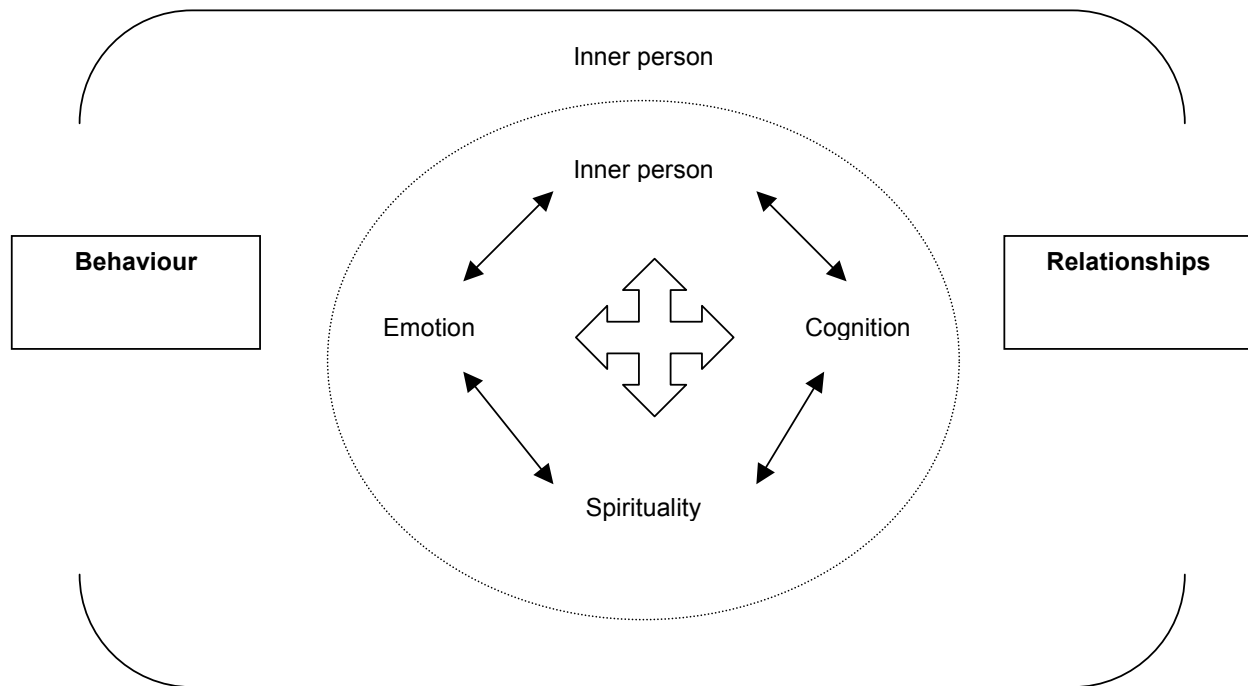 Inner person
Inner person
Behaviour
Relationships
Emotion
Cognition
Spirituality